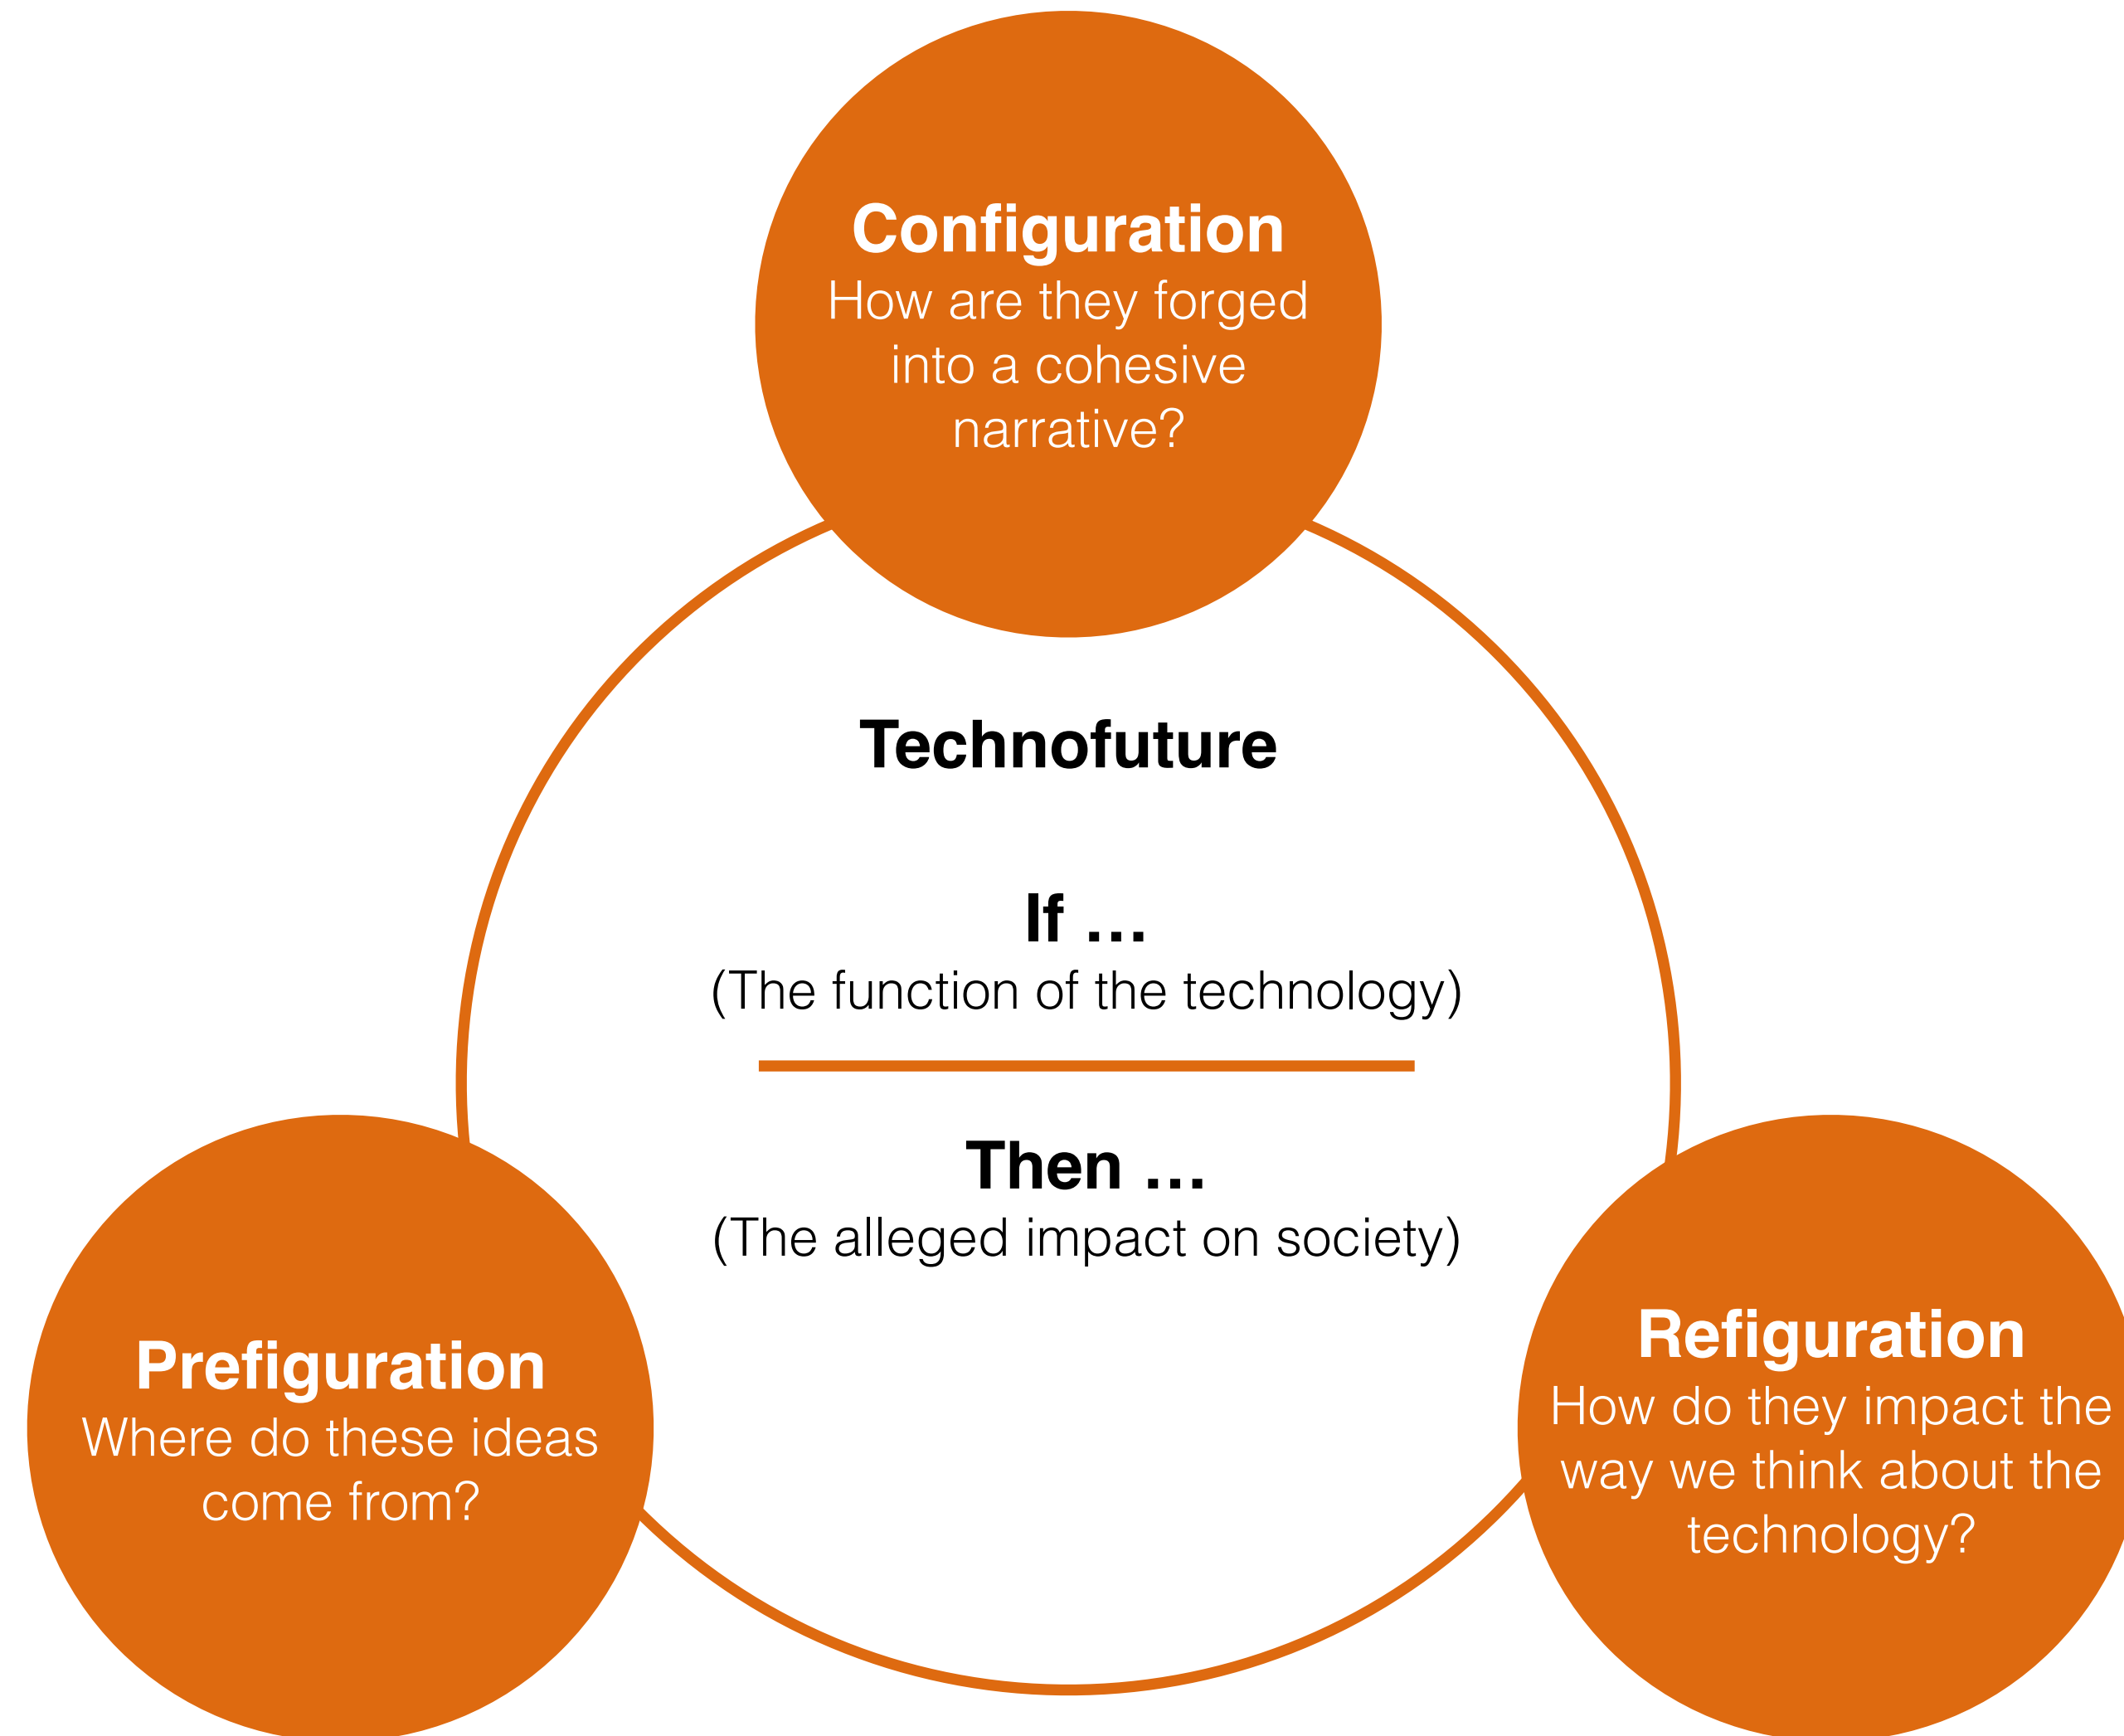 Configuration
How are they forged
into a cohesive
narrative?
Technofuture
If ...
(The function of the technology)
Then ...
(The alleged impact on society)
Prefiguration
Where do these ideas
come from?
Refiguration
How do they impact the
way we think about the
technology?